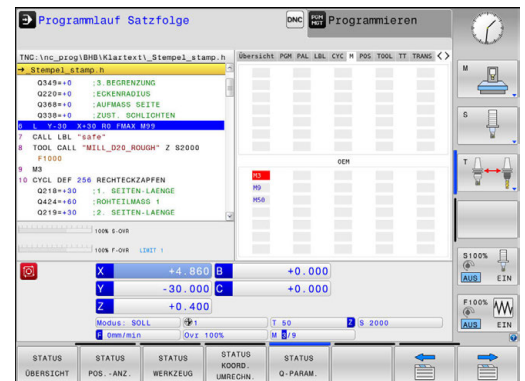 Programmlauf Satzfolge
DNC
PGM MGT
Programmieren
TNC:\nc_prog\BHB\Klartext\_Stempel_stamp.h
→_Stempel_stamp.h
Q349=+0 ;3.BEGRENZUNG
Q220=+0 ;ECKENRADIUS
Q368=+0 ;AUFMASS SEITE
Q338=+0 ;ZUST. SCHLICHTEN
6 L Y-30 X+30 R0 FMAX M99
7 CALL LBL "safe"
8 TOOL CALL "MILL_D20_ROUGH" Z S2000
F1000
9 M3
10 CYCL DEF 256 RECHTECKZAPFEN
Q218=+30 ;1. SEITEN-LAENGE
Q424=+60 ;ROHTEILMASS 1
Q219=+30 ;2. SEITEN-LAENGE
100% S-OVR
100% F-OVR LIMIT 1
Übersicht PGM PAL LBL CYC M POS TOOL TT TRANS
OEM
M3
M9
M50
X +4.860 B +0.000
Y -30.000 C +0.000
Z +0.400
Modus: SOLL 1 T 50 Z S 2000
F 0mm/min Ovr 100% M 5/9
M
S
T
S100%
AUS EIN
F100%
AUS EIN
STATUS ÜBERSICHT
STATUS POS.-ANZ.
STATUS WERKZEUG
STATUS KOORD. UMRECHN.
STATUS Q-PARAM.